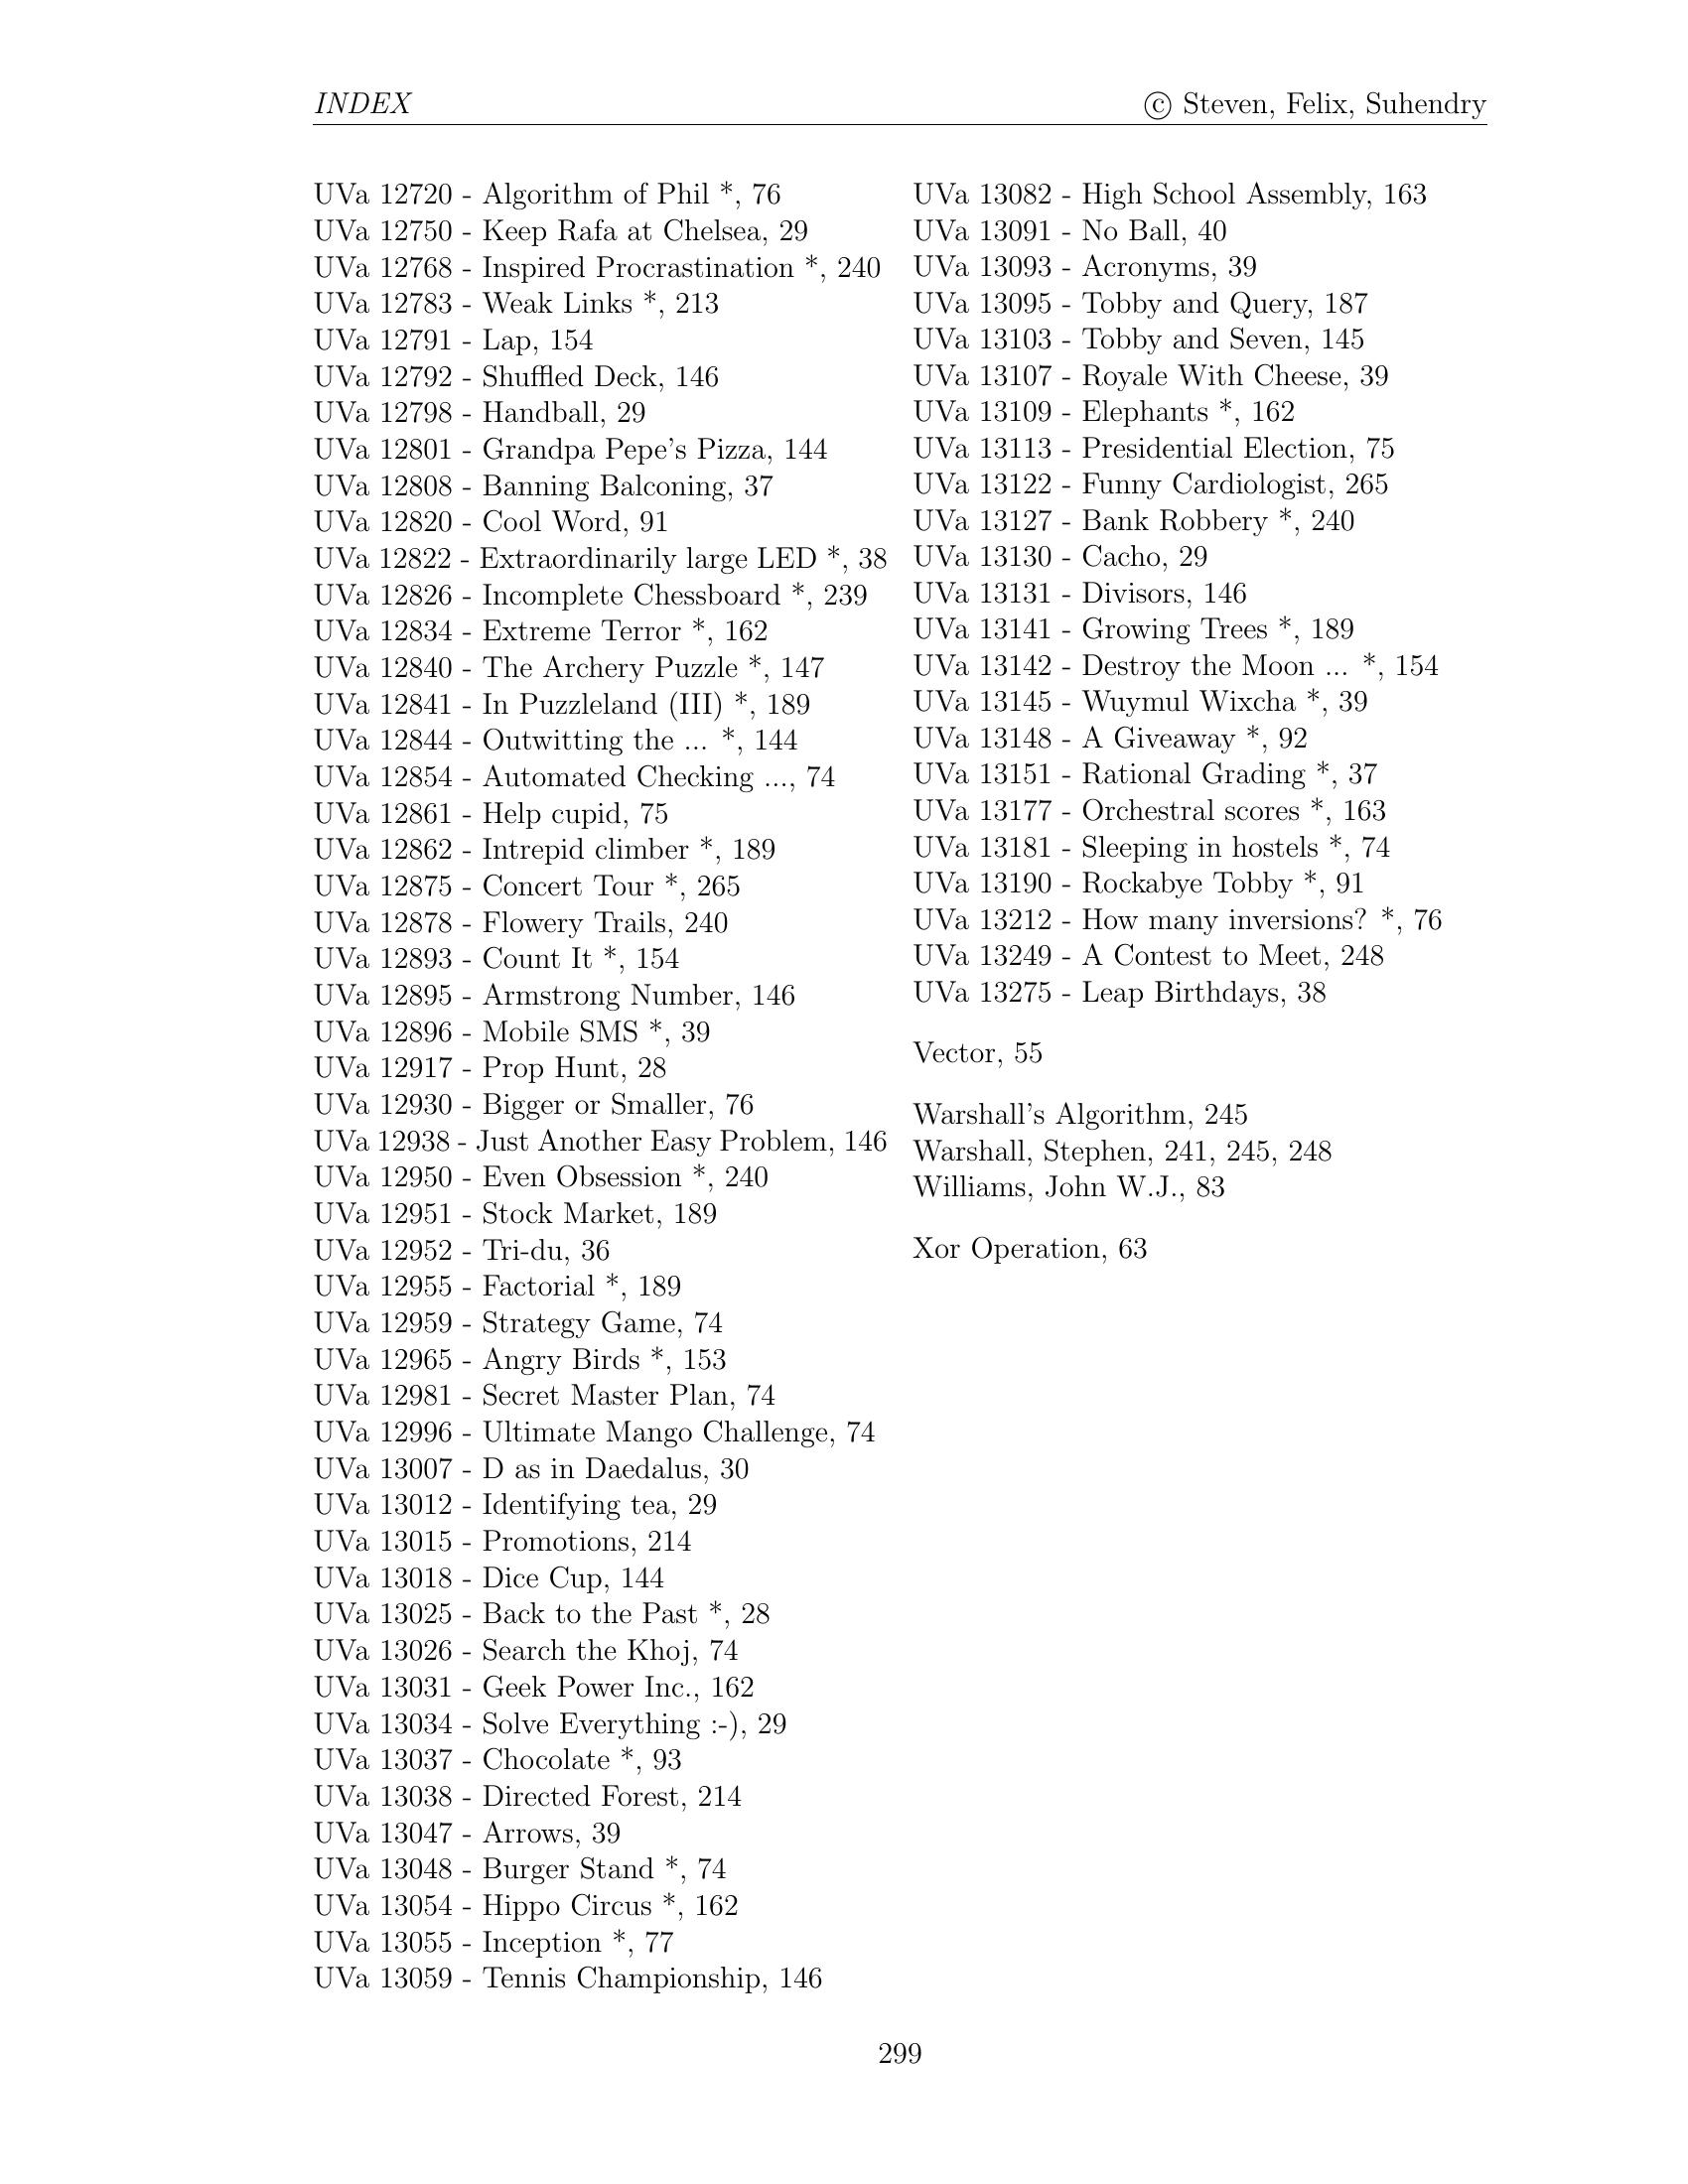 INDEX
© Steven, Felix, Suhendry
UVa 12720 - Algorithm of Phil *, 76
UVa 12750 - Keep Rafa at Chelsea, 29
UVa 12768 - Inspired Procrastination *, 240
UVa 12783 - Weak Links *, 213
UVa 12791 - Lap, 154
UVa 12792 - Shuffled Deck, 146
UVa 12798 - Handball, 29
UVa 12801 - Grandpa Pepe's Pizza, 144
UVa 12808 - Banning Balconing, 37
UVa 12820 - Cool Word, 91
UVa 12822 - Extraordinarily large LED *, 38
UVa 12826 - Incomplete Chessboard *, 239
UVa 12834 - Extreme Terror *, 162
UVa 12840 - The Archery Puzzle *, 147
UVa 12841 - In Puzzleland (III) *, 189
UVa 12844 - Outwitting the ... *, 144
UVa 12854 - Automated Checking ..., 74
UVa 12861 - Help cupid, 75
UVa 12862 - Intrepid climber *, 189
UVa 12875 - Concert Tour *, 265
UVa 12878 - Flowery Trails, 240
UVa 12893 - Count It *, 154
UVa 12895 - Armstrong Number, 146
UVa 12896 - Mobile SMS *, 39
UVa 12917 - Prop Hunt, 28
UVa 12930 - Bigger or Smaller, 76
UVa 12938 - Just Another Easy Problem, 146
UVa 12950 - Even Obsession *, 240
UVa 12951 - Stock Market, 189
UVa 12952 - Tri-du, 36
UVa 12955 - Factorial *, 189
UVa 12959 - Strategy Game, 74
UVa 12965 - Angry Birds *, 153
UVa 12981 - Secret Master Plan, 74
UVa 12996 - Ultimate Mango Challenge, 74
UVa 13007 - D as in Daedalus, 30
UVa 13012 - Identifying tea, 29
UVa 13015 - Promotions, 214
UVa 13018 - Dice Cup, 144
UVa 13025 - Back to the Past *, 28
UVa 13026 - Search the Khoj, 74
UVa 13031 - Geek Power Inc., 162
UVa 13034 - Solve Everything :-), 29
UVa 13037 - Chocolate *, 93
UVa 13038 - Directed Forest, 214
UVa 13047 - Arrows, 39
UVa 13048 - Burger Stand *, 74
UVa 13054 - Hippo Circus *, 162
UVa 13055 - Inception *, 77
UVa 13059 - Tennis Championship, 146
UVa 13082 - High School Assembly, 163
UVa 13091 - No Ball, 40
UVa 13093 - Acronyms, 39
UVa 13095 - Tobby and Query, 187
UVa 13103 - Tobby and Seven, 145
UVa 13107 - Royale With Cheese, 39
UVa 13109 - Elephants *, 162
UVa 13113 - Presidential Election, 75
UVa 13122 - Funny Cardiologist, 265
UVa 13127 - Bank Robbery *, 240
UVa 13130 - Cacho, 29
UVa 13131 - Divisors, 146
UVa 13141 - Growing Trees *, 189
UVa 13142 - Destroy the Moon ... *, 154
UVa 13145 - Wuymul Wixcha *, 39
UVa 13148 - A Giveaway *, 92
UVa 13151 - Rational Grading *, 37
UVa 13177 - Orchestral scores *, 163
UVa 13181 - Sleeping in hostels *, 74
UVa 13190 - Rockabye Tobby *, 91
UVa 13212 - How many inversions? *, 76
UVa 13249 - A Contest to Meet, 248
UVa 13275 - Leap Birthdays, 38
Vector, 55
Warshall's Algorithm, 245
Warshall, Stephen, 241, 245, 248
Williams, John W.J., 83
Xor Operation, 63
299